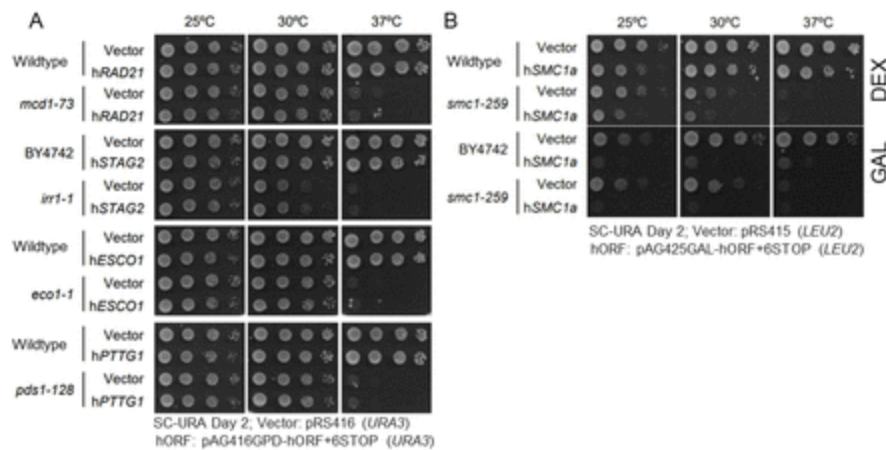 A
25ºC 30ºC 37ºC
Wildtype
Vector
hRAD21
mcd1-73
Vector
hRAD21
BY4742
Vector
hSTAG2
irr1-1
Vector
hSTAG2
Wildtype
Vector
hESCO1
eco1-1
Vector
hESCO1
Wildtype
Vector
hPTTG1
pds1-128
Vector
hPTTG1
SC-URA Day 2; Vector: pRS416 (URA3)
hORF: pAG416GPD-hORF+6STOP (URA3)
B
25ºC 30ºC 37ºC
Wildtype
Vector
hSMC1a
smc1-259
Vector
hSMC1a
DEX
BY4742
Vector
hSMC1a
smc1-259
Vector
hSMC1a
GAL
SC-URA Day 2; Vector: pRS415 (LEU2)
hORF: pAG425GAL-hORF+6STOP (LEU2)